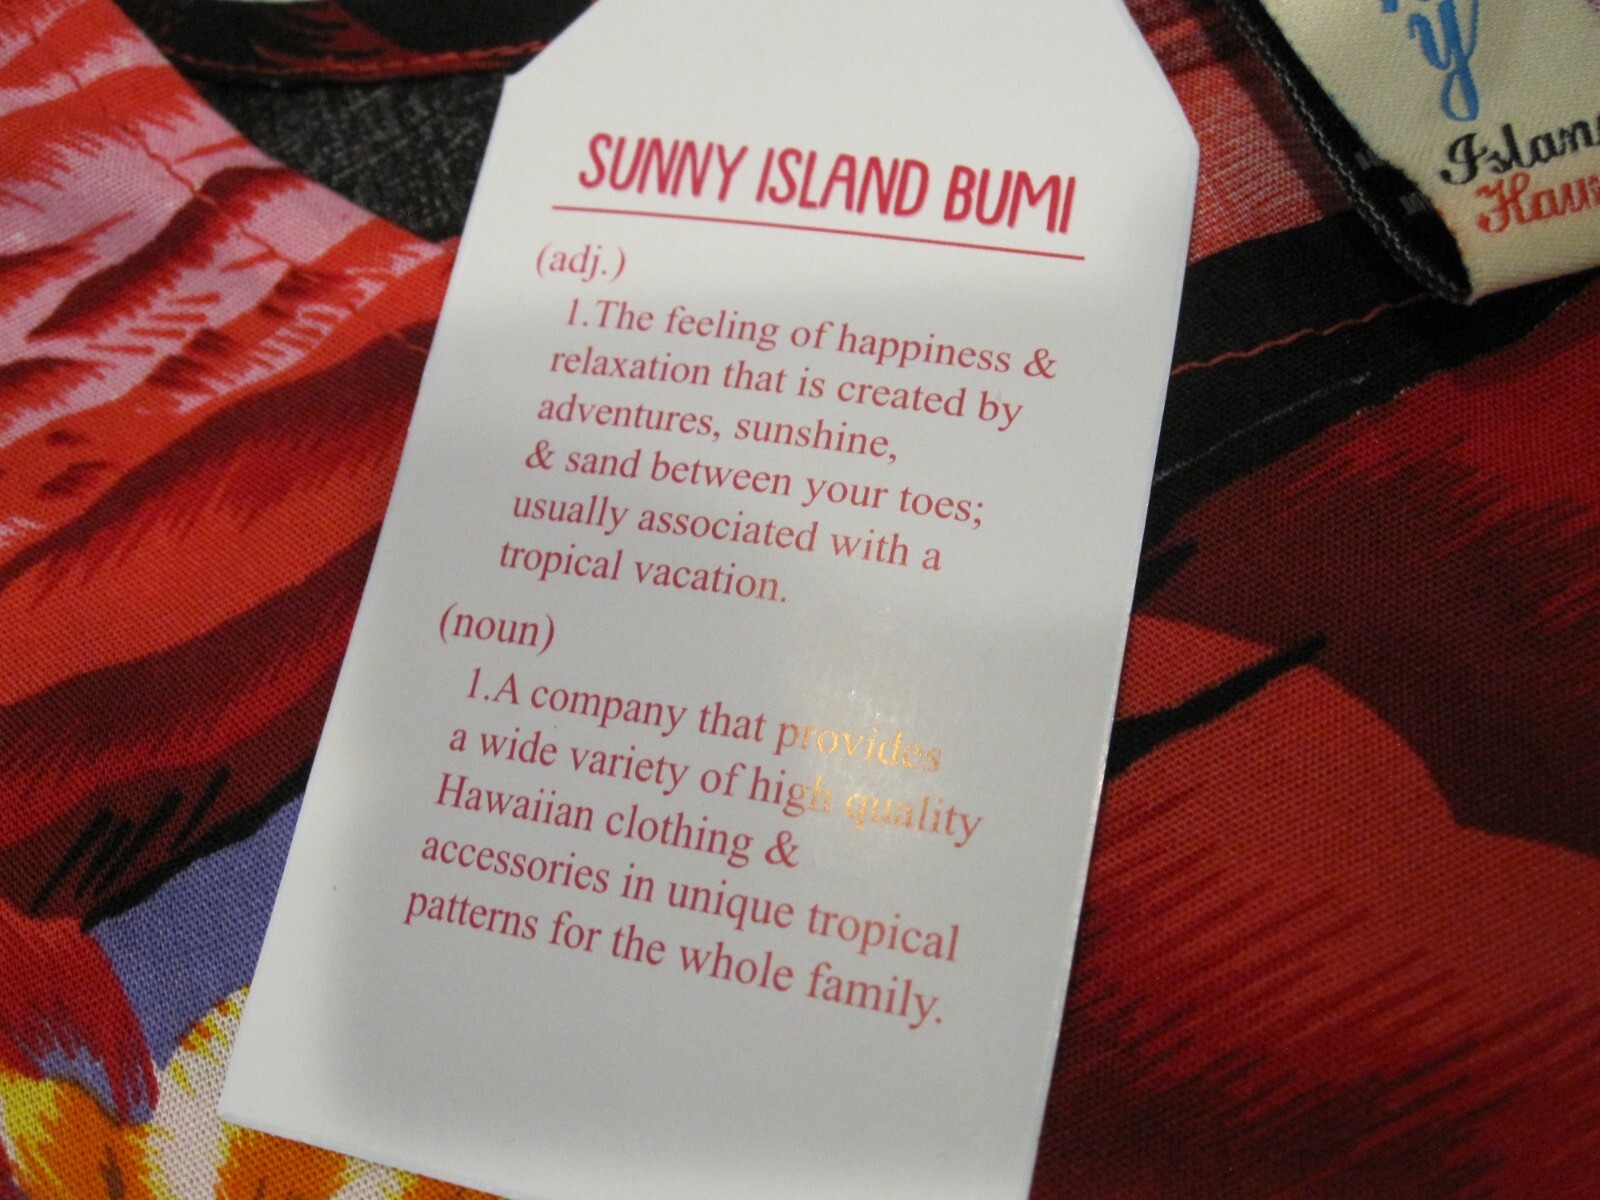 SUNNY ISLAND BUMI
(adj.)
1.The feeling of happiness &
relaxation that is created by
adventures, sunshine,
& sand between your toes;
usually associated with a
tropical vacation.
(noun)
1.A company that provides
a wide variety of high quality
Hawaiian clothing &
accessories in unique tropical
patterns for the whole family.
y
Islan
Haw